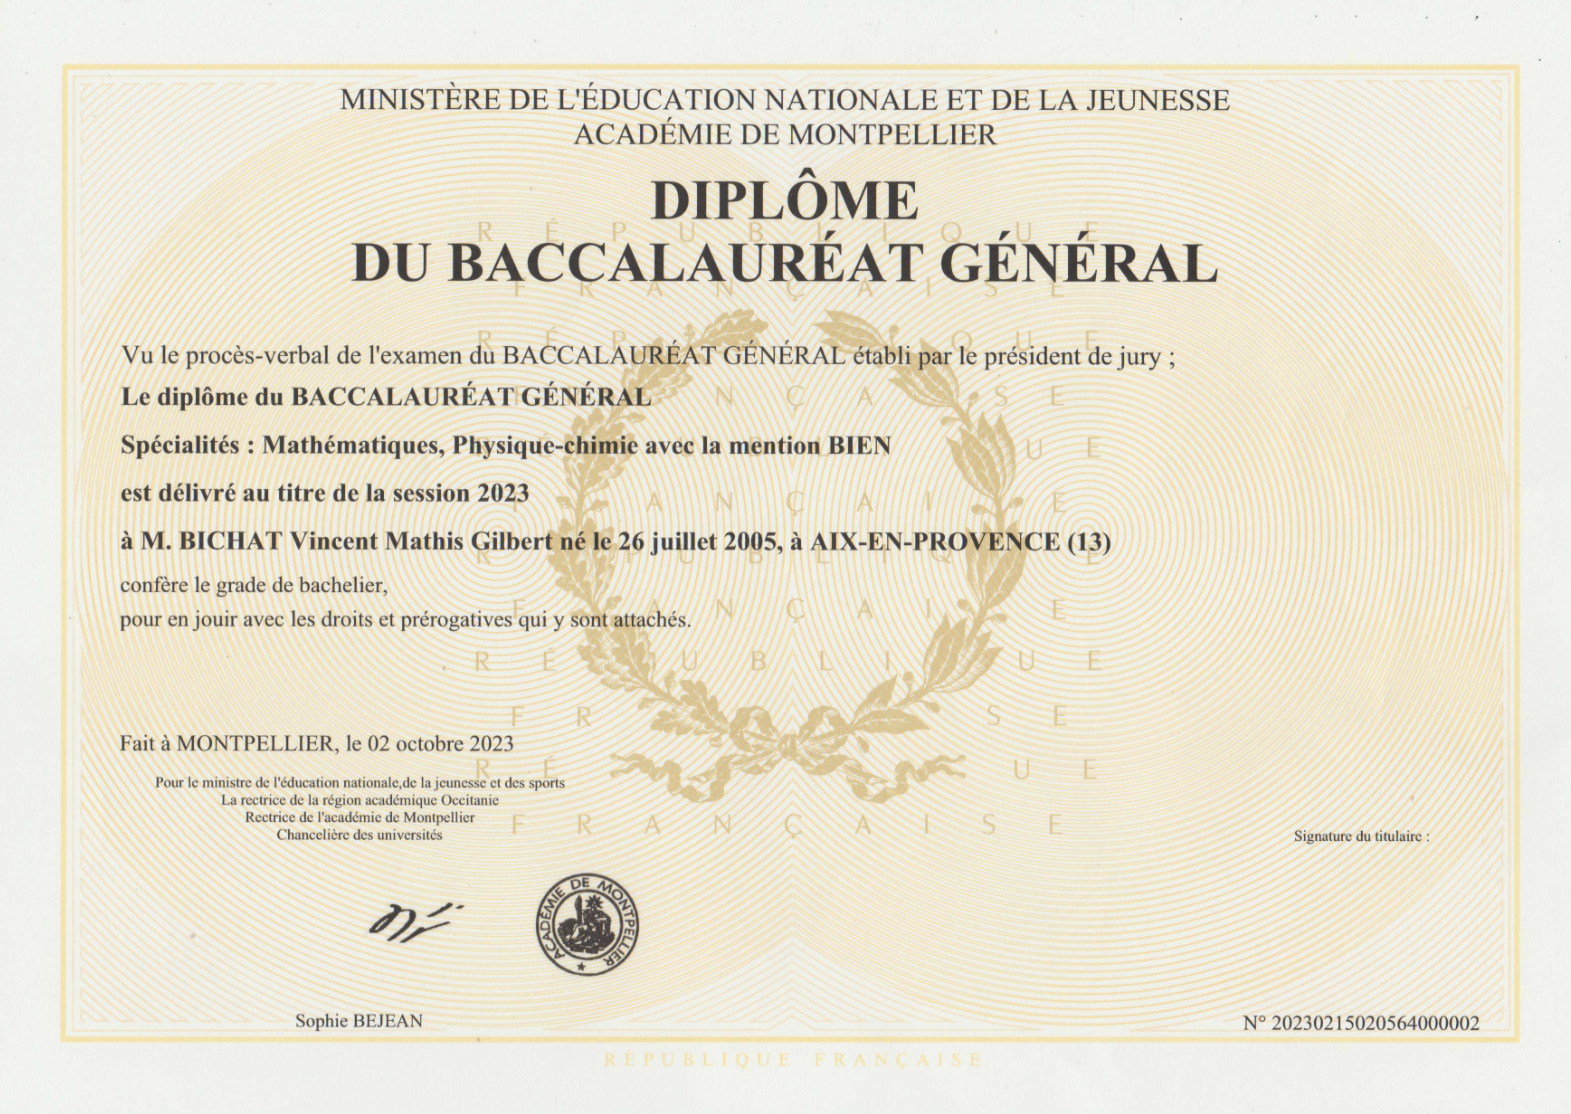 MINISTÈRE DE L'ÉDUCATION NATIONALE ET DE LA JEUNESSE
ACADÉMIE DE MONTPELLIER
DIPLÔME
DU BACCALAURÉAT GÉNÉRAL
Vu le procès-verbal de l'examen du BACCALAURÉAT GÉNÉRAL établi par le président de jury ;
Le diplôme du BACCALAURÉAT GÉNÉRAL
Spécialités : Mathématiques, Physique-chimie avec la mention BIEN
est délivré au titre de la session 2023
à M. BICHAT Vincent Mathis Gilbert né le 26 juillet 2005, à AIX-EN-PROVENCE (13)
confère le grade de bachelier,
pour en jouir avec les droits et prérogatives qui y sont attachés.
Fait à MONTPELLIER, le 02 octobre 2023
Pour le ministre de l'éducation nationale,de la jeunesse et des sports
La rectrice de la région académique Occitanie
Rectrice de l'académie de Montpellier
Chancelière des universités
Signature du titulaire :
ACADÉMIE DE MONTPELLIER
Sophie BEJEAN
N° 20230215020564000002
RÉPUBLIQUE FRANÇAISE